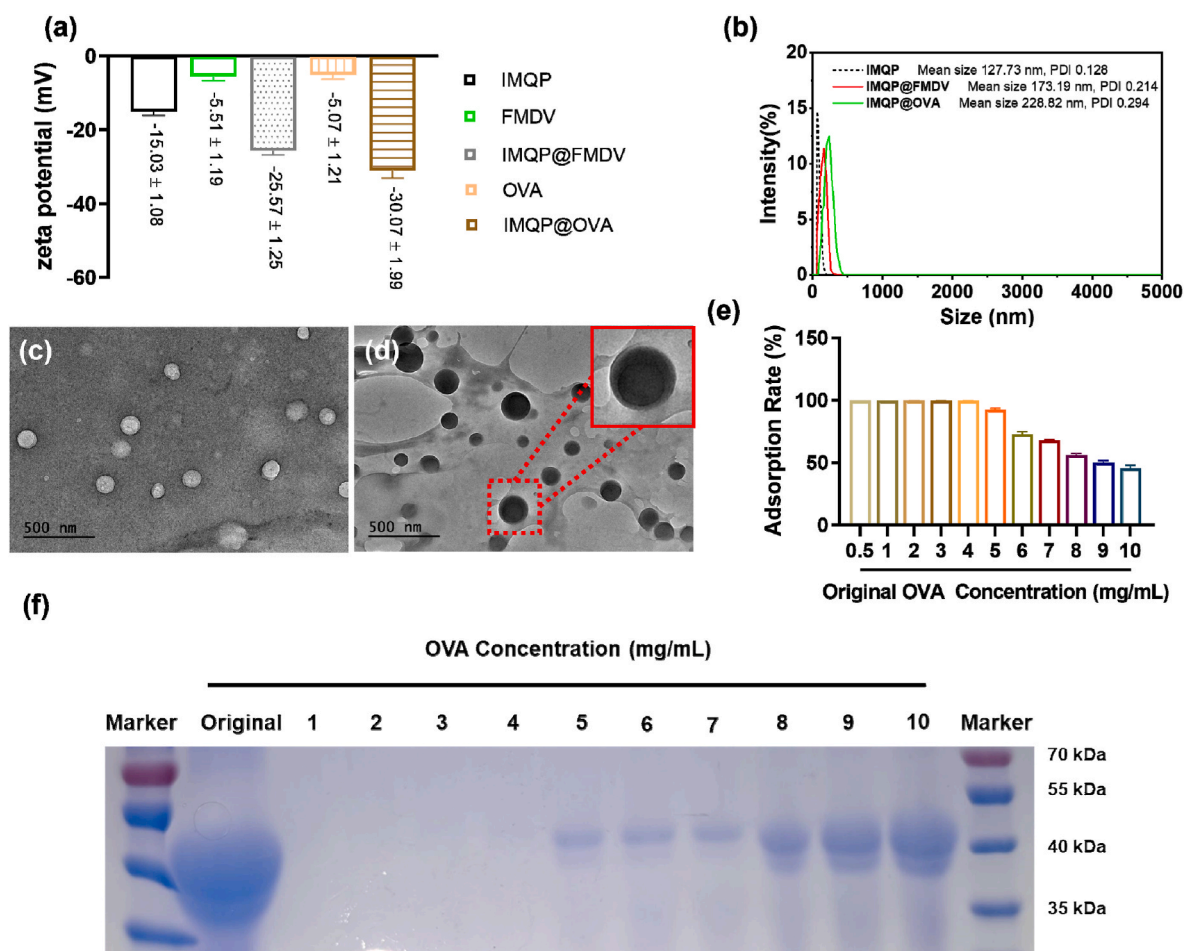 (a)
zeta potential (mV)
0
-20
-40
-60
-15.03 ± 1.08
-5.51 ± 1.19
-25.57 ± 1.25
-5.07 ± 1.21
-30.07 ± 1.99
IMQP
FMDV
IMQP@FMDV
OVA
IMQP@OVA
(b)
Intensity(%)
20
15
10
5
0
IMQP Mean size 127.73 nm, PDI 0.128
IMQP@FMDV Mean size 173.19 nm, PDI 0.214
IMQP@OVA Mean size 228.82 nm, PDI 0.294
0 1000 2000 3000 4000 5000
Size (nm)
(c)
500 nm
(d)
500 nm
(e)
Adsorption Rate (%)
150
100
50
0
0.5 1 2 3 4 5 6 7 8 9 10
Original OVA Concentration (mg/mL)
(f)
OVA Concentration (mg/mL)
Marker Original 1 2 3 4 5 6 7 8 9 10 Marker
70 kDa
55 kDa
40 kDa
35 kDa